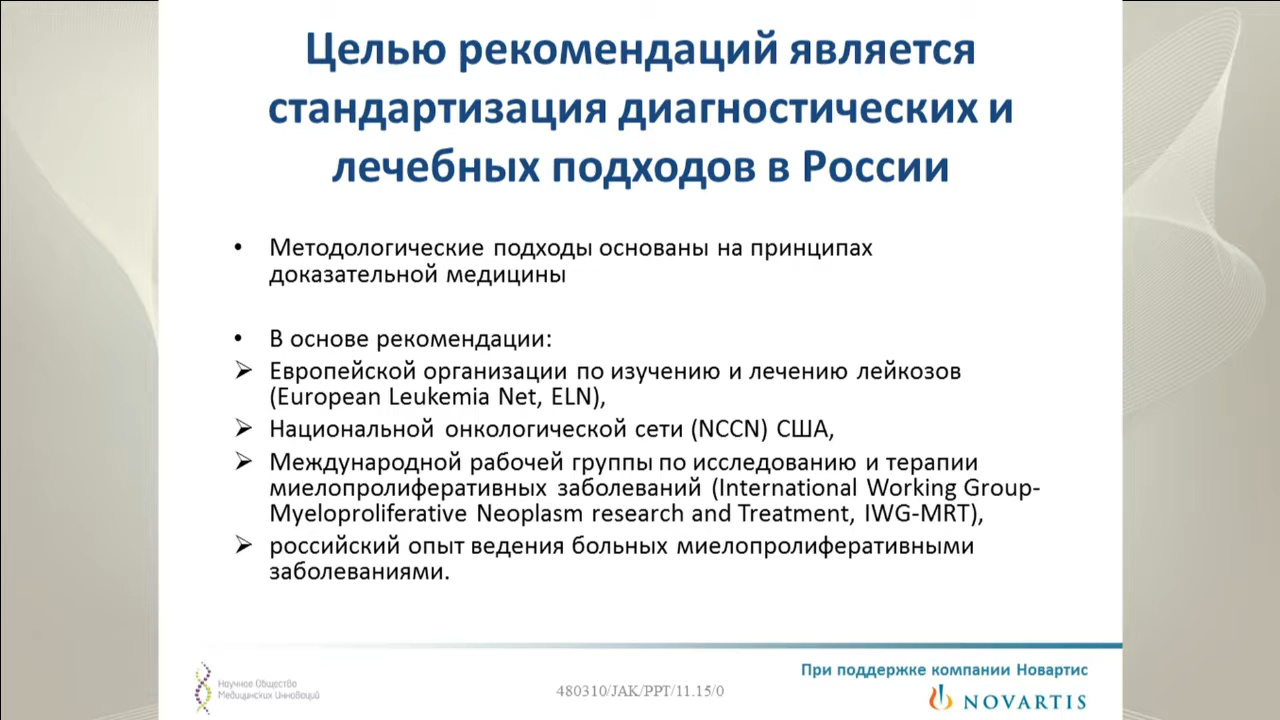 Целью рекомендаций является
стандартизация диагностических и
лечебных подходов в России
• Методологические подходы основаны на принципах
доказательной медицины
• В основе рекомендации:
➢ Европейской организации по изучению и лечению лейкозов
(European Leukemia Net, ELN),
➢ Национальной онкологической сети (NCCN) США,
➢ Международной рабочей группы по исследованию и терапии
миелопролиферативных заболеваний (International Working Group-
Myeloproliferative Neoplasm research and Treatment, IWG-MRT),
➢ российский опыт ведения больных миелопролиферативными
заболеваниями.
Научное Общество
Медицинских Инноваций
480310/JAK/PPT/11.15/0
При поддержке компании Новартис
NOVARTIS